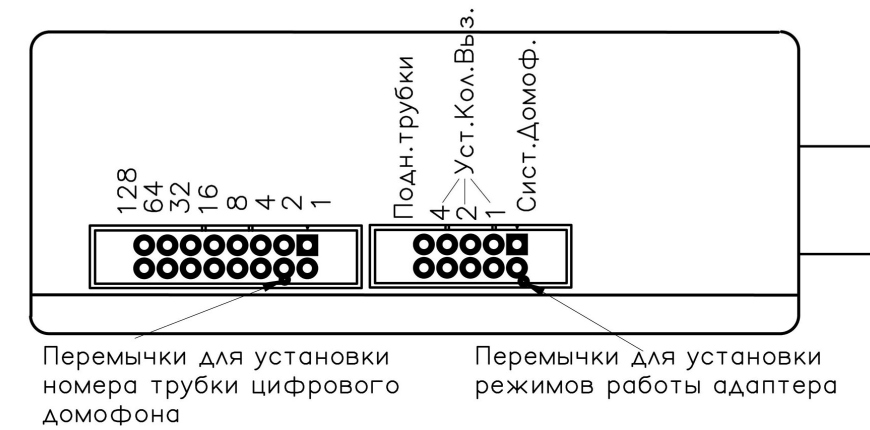 Подн.трубки
Уст.Кол.Выз.
Сист.Домоф.
128
64
32
16
8
4
2
1
4
2
1
Перемычки для установки
номера трубки цифрового
домофона
Перемычки для установки
режимов работы адаптера